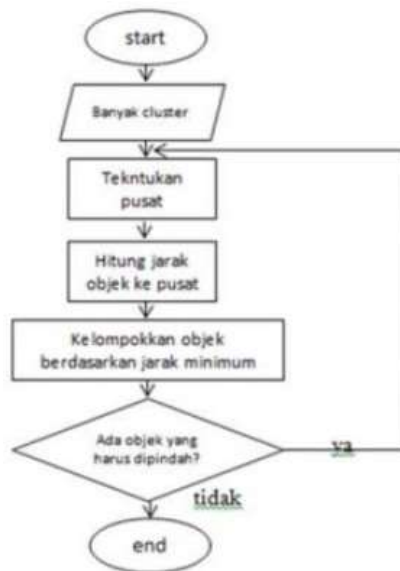 start
Banyak cluster
Tekntukan
pusat
Hitung jarak
objek ke pusat
Kelompokkan objek
berdasarkan jarak minimum
Ada objek yang
harus dipindah?
ya
tidak
end